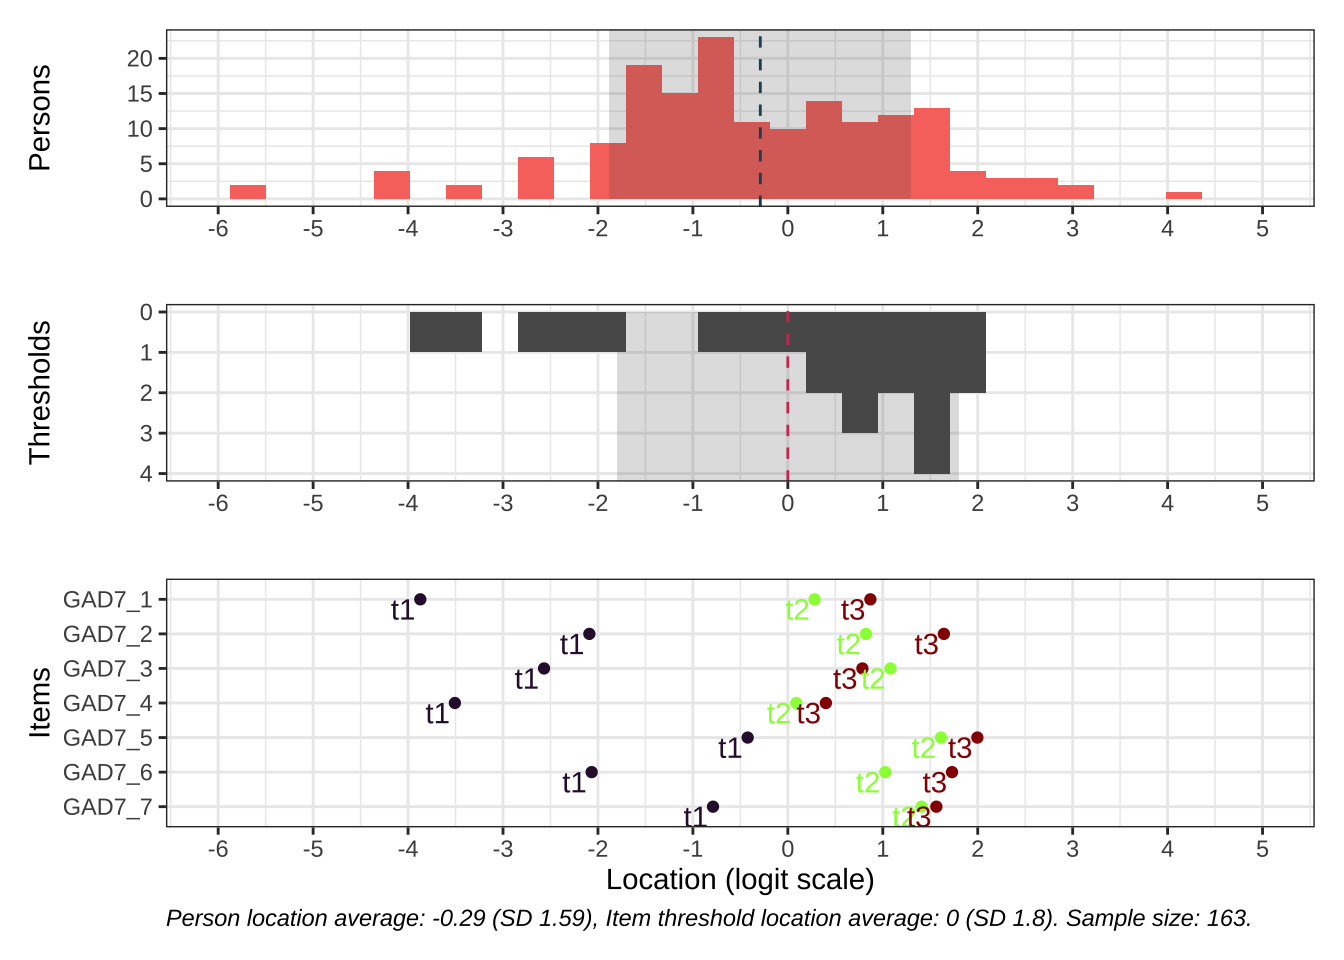 Persons
20
15
10
5
0
-6 -5 -4 -3 -2 -1 0 1 2 3 4 5
Thresholds
0
1
2
3
4
-6 -5 -4 -3 -2 -1 0 1 2 3 4 5
Items
GAD7_1 t1 t2 t3
GAD7_2 t1 t2 t3
GAD7_3 t1 t3 t2
GAD7_4 t1 t2 t3
GAD7_5 t1 t2 t3
GAD7_6 t1 t2 t3
GAD7_7 t1 t2 t3
-6 -5 -4 -3 -2 -1 0 1 2 3 4 5
Location (logit scale)
Person location average: -0.29 (SD 1.59), Item threshold location average: 0 (SD 1.8). Sample size: 163.